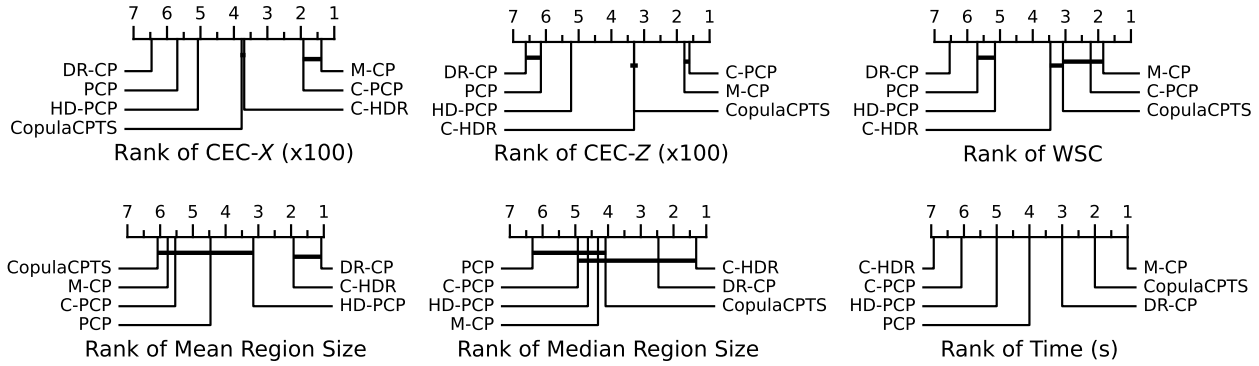 7 6 5 4 3 2 1
DR-CP M-CP
PCP C-PCP
HD-PCP C-HDR
CopulaCPTS
Rank of CEC-X (x100)
7 6 5 4 3 2 1
DR-CP C-PCP
PCP M-CP
HD-PCP CopulaCPTS
C-HDR
Rank of CEC-Z (x100)
7 6 5 4 3 2 1
DR-CP M-CP
PCP C-PCP
HD-PCP CopulaCPTS
C-HDR
Rank of WSC
7 6 5 4 3 2 1
CopulaCPTS DR-CP
M-CP C-HDR
C-PCP HD-PCP
PCP
Rank of Mean Region Size
7 6 5 4 3 2 1
PCP C-HDR
C-PCP DR-CP
HD-PCP CopulaCPTS
M-CP
Rank of Median Region Size
7 6 5 4 3 2 1
C-HDR M-CP
C-PCP CopulaCPTS
HD-PCP DR-CP
PCP
Rank of Time (s)